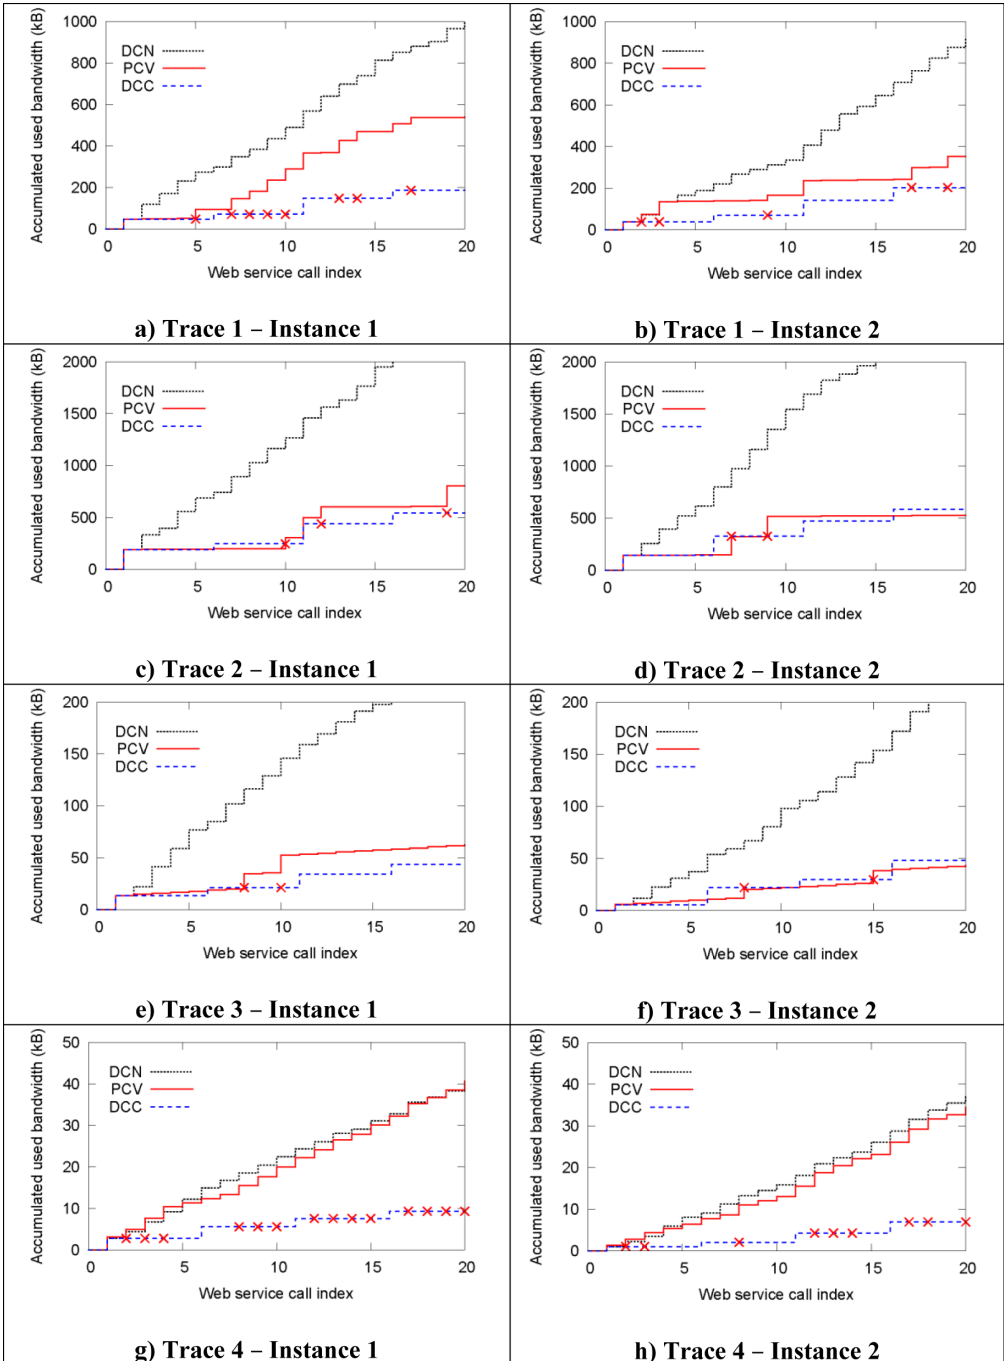 Accumulated used bandwidth (kB)
1000
800
600
400
200
0
DCN
PCV
DCC
0 5 10 15 20
Web service call index
a) Trace 1 – Instance 1
Accumulated used bandwidth (kB)
1000
800
600
400
200
0
DCN
PCV
DCC
0 5 10 15 20
Web service call index
b) Trace 1 – Instance 2
Accumulated used bandwidth (kB)
2000
1500
1000
500
0
DCN
PCV
DCC
0 5 10 15 20
Web service call index
c) Trace 2 – Instance 1
Accumulated used bandwidth (kB)
2000
1500
1000
500
0
DCN
PCV
DCC
0 5 10 15 20
Web service call index
d) Trace 2 – Instance 2
Accumulated used bandwidth (kB)
200
150
100
50
0
DCN
PCV
DCC
0 5 10 15 20
Web service call index
e) Trace 3 – Instance 1
Accumulated used bandwidth (kB)
200
150
100
50
0
DCN
PCV
DCC
0 5 10 15 20
Web service call index
f) Trace 3 – Instance 2
Accumulated used bandwidth (kB)
50
40
30
20
10
0
DCN
PCV
DCC
0 5 10 15 20
Web service call index
g) Trace 4 – Instance 1
Accumulated used bandwidth (kB)
50
40
30
20
10
0
DCN
PCV
DCC
0 5 10 15 20
Web service call index
h) Trace 4 – Instance 2